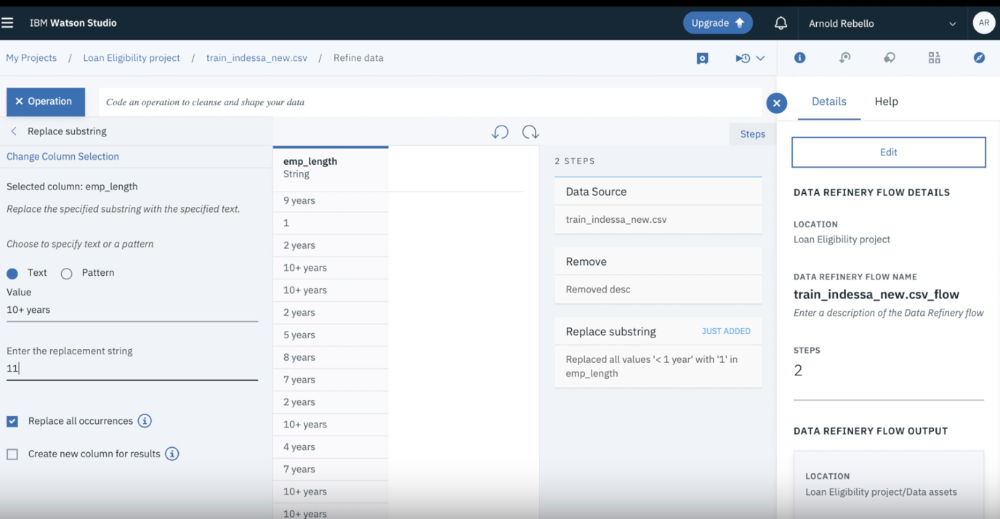 IBM Watson Studio
Upgrade
Arnold Rebello
AR
My Projects / Loan Eligibility project / train_indessa_new.csv / Refine data
Operation
Code an operation to cleanse and shape your data
Replace substring
Change Column Selection
Selected column: emp_length
Replace the specified substring with the specified text.
Choose to specify text or a pattern
Text
Pattern
Value
10+ years
Enter the replacement string
11
Replace all occurrences
Create new column for results
emp_length
String
9 years
1
2 years
10+ years
10+ years
2 years
5 years
8 years
7 years
2 years
10+ years
4 years
7 years
10+ years
10+ years
Steps
2 STEPS
Data Source
train_indessa_new.csv
Remove
Removed desc
Replace substring
JUST ADDED
Replaced all values '< 1 year' with '1' in
emp_length
Details
Help
Edit
DATA REFINERY FLOW DETAILS
LOCATION
Loan Eligibility project
DATA REFINERY FLOW NAME
train_indessa_new.csv_flow
Enter a description of the Data Refinery flow
STEPS
2
DATA REFINERY FLOW OUTPUT
LOCATION
Loan Eligibility project/Data assets